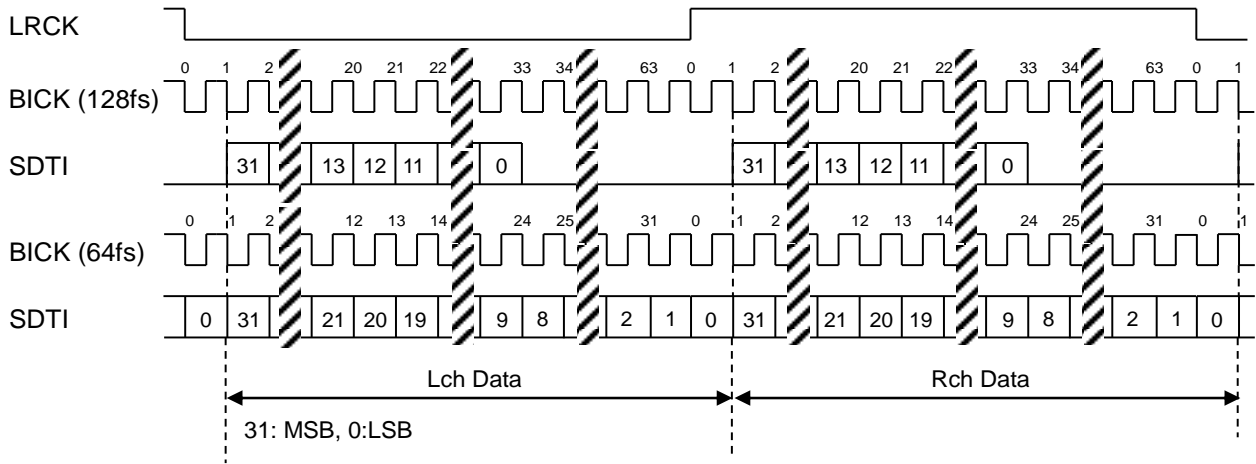 LRCK
0 1 2 20 21 22 33 34 63 0 1 2 20 21 22 33 34 63 0 1
BICK (128fs)
SDTI 31 13 12 11 0 31 13 12 11 0
0 1 2 12 13 14 24 25 31 0 1 2 12 13 14 24 25 31 0 1
BICK (64fs)
SDTI 0 31 21 20 19 9 8 2 1 0 31 21 20 19 9 8 2 1 0
Lch Data Rch Data
31: MSB, 0:LSB